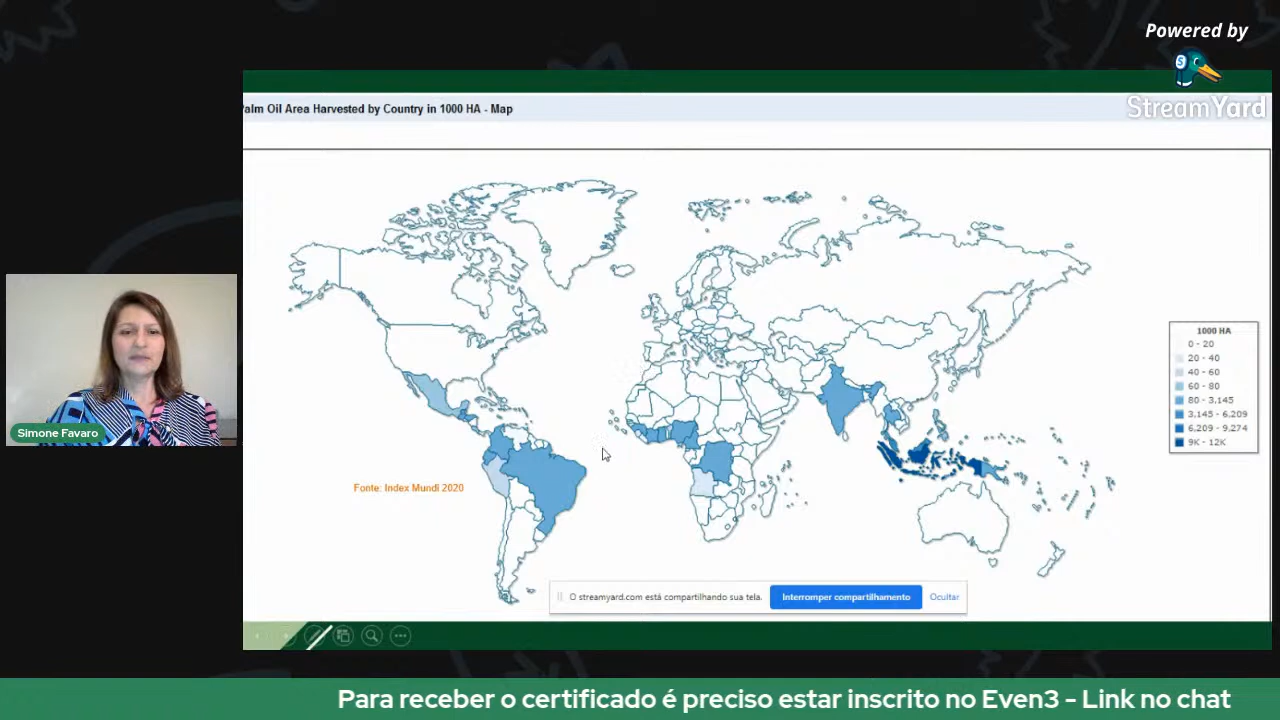 Powered by
StreamYard
Palm Oil Area Harvested by Country in 1000 HA - Map
1000 HA
0 - 20
20 - 40
40 - 60
60 - 80
80 - 3.145
3.145 - 6.209
6.209 - 9.274
9K - 12K
Simone Favaro
Fonte: Index Mundi 2020
O streamyard.com está compartilhando sua tela.
Interromper compartilhamento
Ocultar
Para receber o certificado é preciso estar inscrito no Even3 - Link no chat